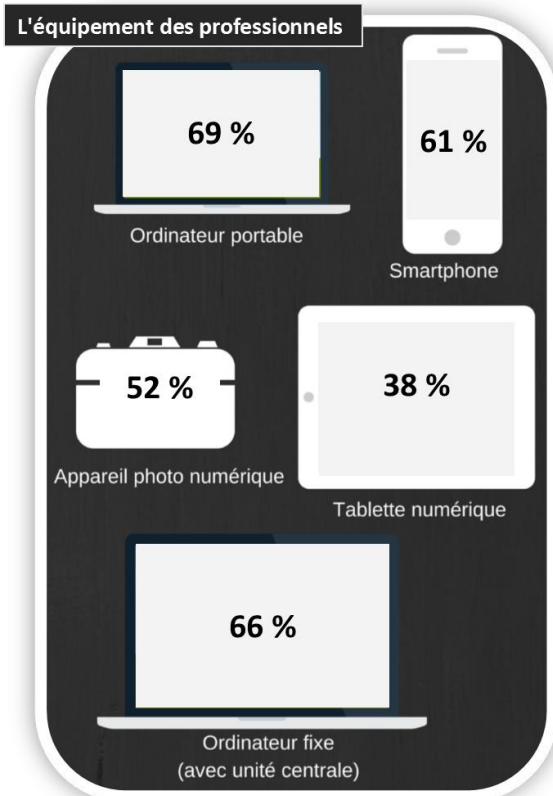 L'équipement des professionnels
69 %
61 %
Ordinateur portable
Smartphone
52 %
38 %
Appareil photo numérique
Tablette numérique
66 %
Ordinateur fixe
(avec unité centrale)